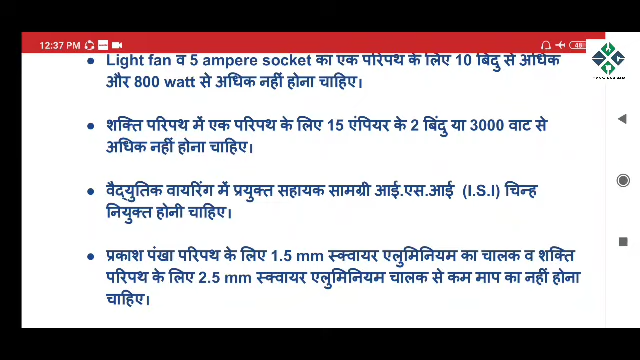 12:37 PM
48
Light fan व 5 ampere socket का एक परिपथ के लिए 10 बिंदु से अधिक
और 800 watt से अधिक नहीं होना चाहिए।
शक्ति परिपथ में एक परिपथ के लिए 15 एंपियर के 2 बिंदु या 3000 वाट से
अधिक नहीं होना चाहिए।
वैद्युतिक वायरिंग में प्रयुक्त सहायक सामग्री आई.एस.आई (I.S.I) चिन्ह
नियुक्त होनी चाहिए।
प्रकाश पंखा परिपथ के लिए 1.5 mm स्क्वायर एलुमिनियम का चालक व शक्ति
परिपथ के लिए 2.5 mm स्क्वायर एलुमिनियम चालक से कम माप का नहीं होना
चाहिए।